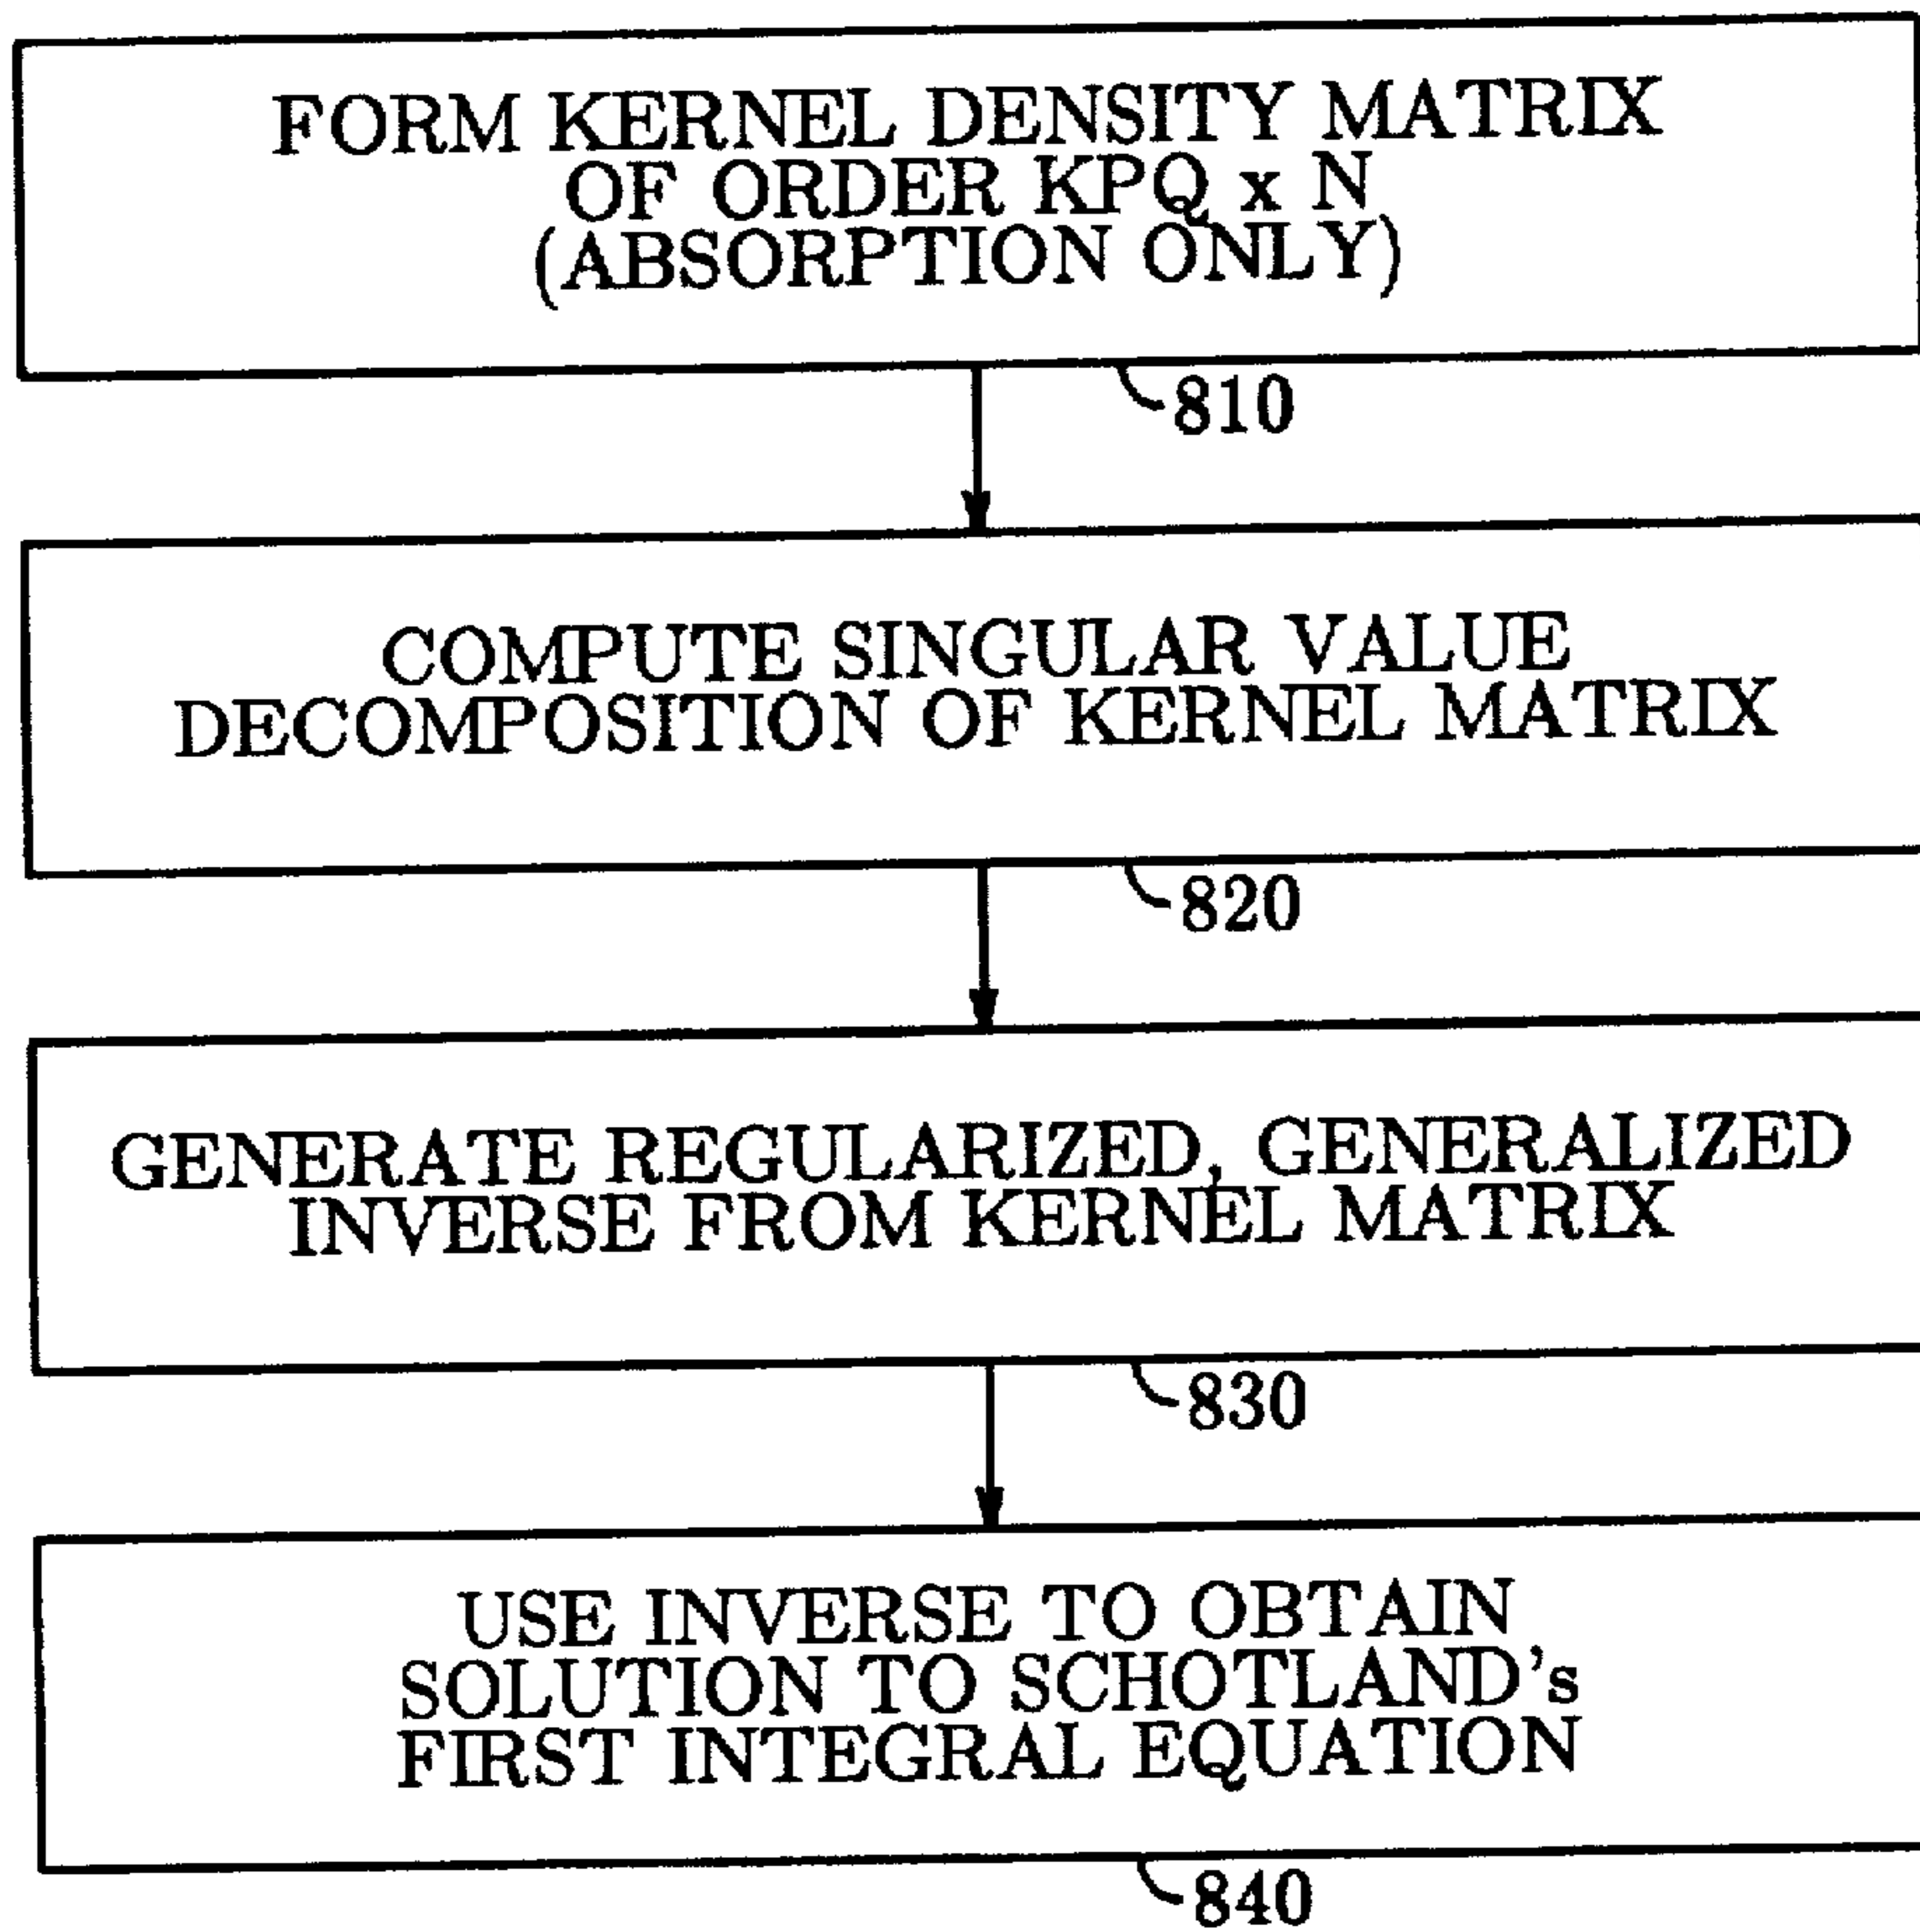 FORM KERNEL DENSITY MATRIX
OF ORDER KPQ x N
(ABSORPTION ONLY)
810
COMPUTE SINGULAR VALUE
DECOMPOSITION OF KERNEL MATRIX
820
GENERATE REGULARIZED, GENERALIZED
INVERSE FROM KERNEL MATRIX
830
USE INVERSE TO OBTAIN
SOLUTION TO SCHOTLAND's
FIRST INTEGRAL EQUATION
840